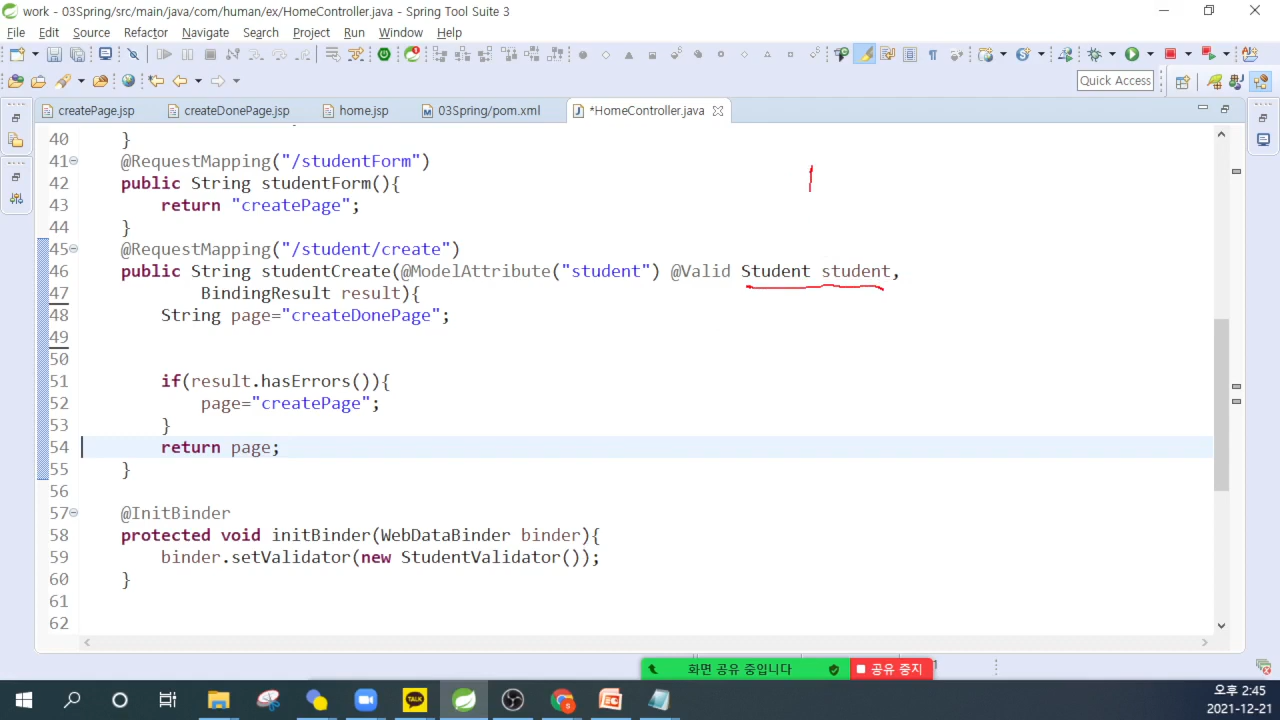 work - 03Spring/src/main/java/com/human/ex/HomeController.java - Spring Tool Suite 3
File Edit Source Refactor Navigate Search Project Run Window Help
Quick Access
createPage.jsp createDonePage.jsp home.jsp 03Spring/pom.xml *HomeController.java
40 }
41 @RequestMapping("/studentForm")
42 public String studentForm(){
43 return "createPage";
44 }
45 @RequestMapping("/student/create")
46 public String studentCreate(@ModelAttribute("student") @Valid Student student,
47 BindingResult result){
48 String page="createDonePage";
49
50
51 if(result.hasErrors()){
52 page="createPage";
53 }
54 return page;
55 }
56
57 @InitBinder
58 protected void initBinder(WebDataBinder binder){
59 binder.setValidator(new StudentValidator());
60 }
61
62
화면 공유 중입니다 공유 중지
TALK
오후 2:45
2021-12-21